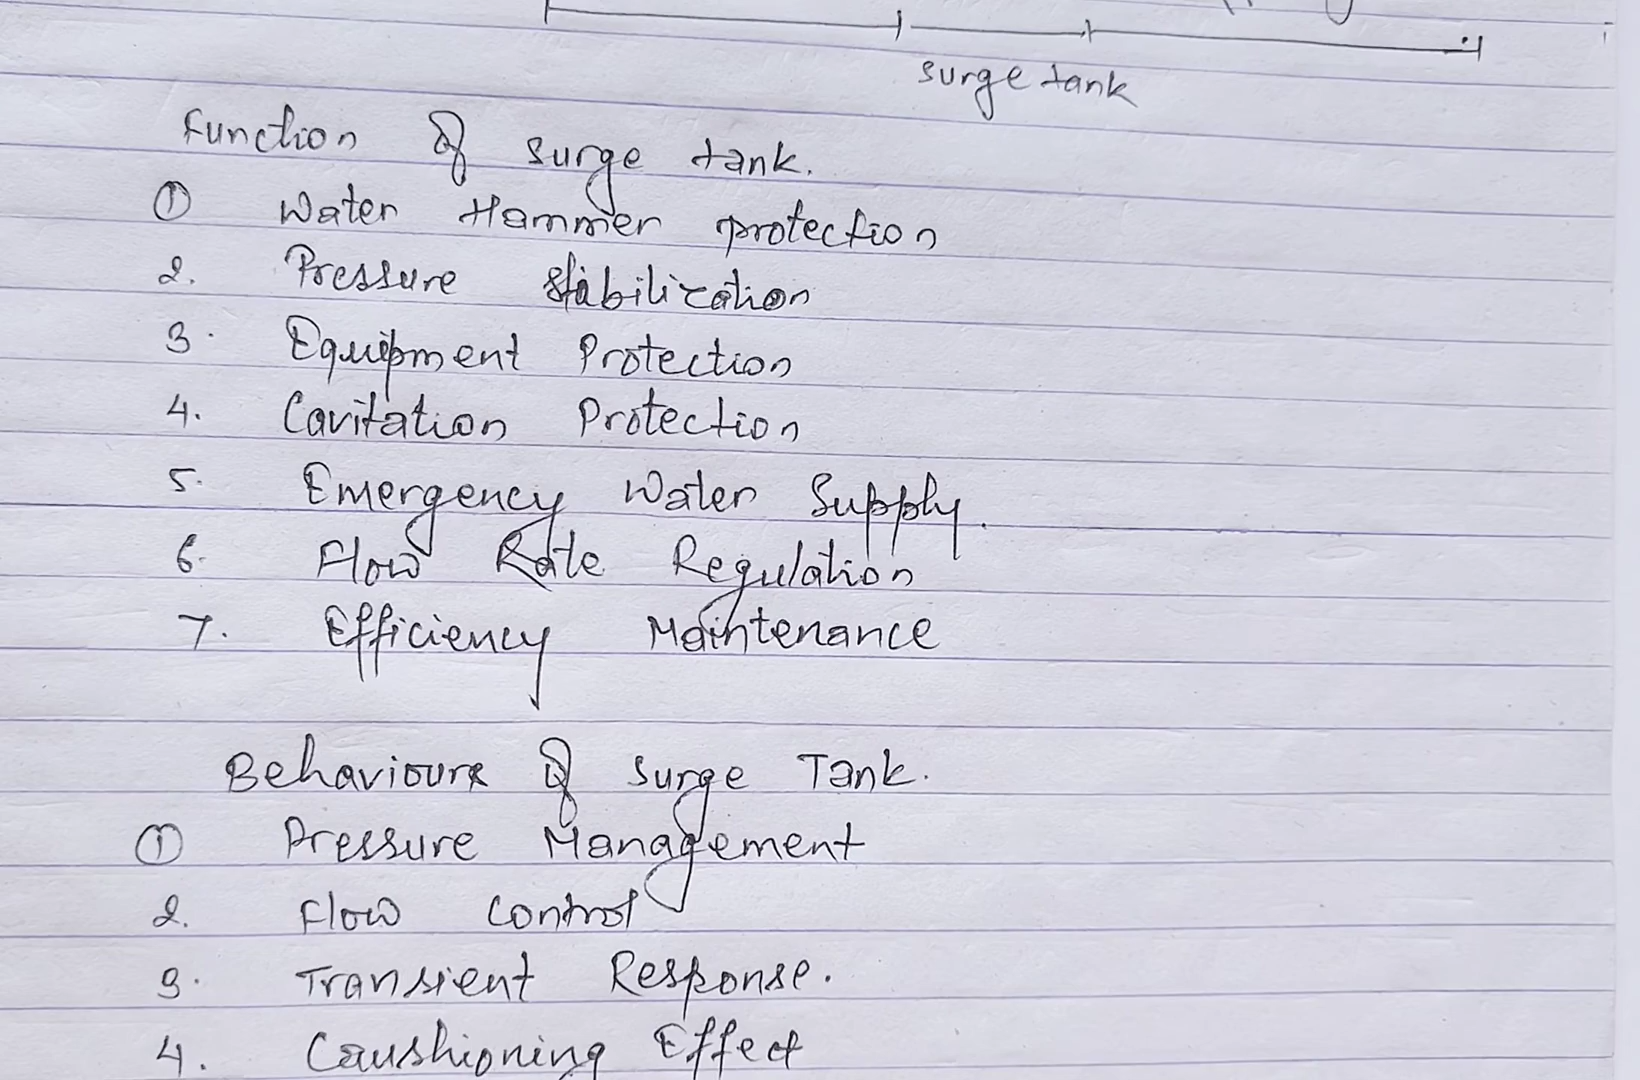 surge tank
Function of surge tank.
① Water Hammer protection
2. Pressure Stabilization
3. Equipment Protection
4. Cavitation Protection
5. Emergency Water Supply.
6. Flow Rate Regulation
7. Efficiency Maintenance
Behaviours of surge Tank.
① Pressure Management
2. Flow Control
3. Transient Response.
4. Caushioning Effect